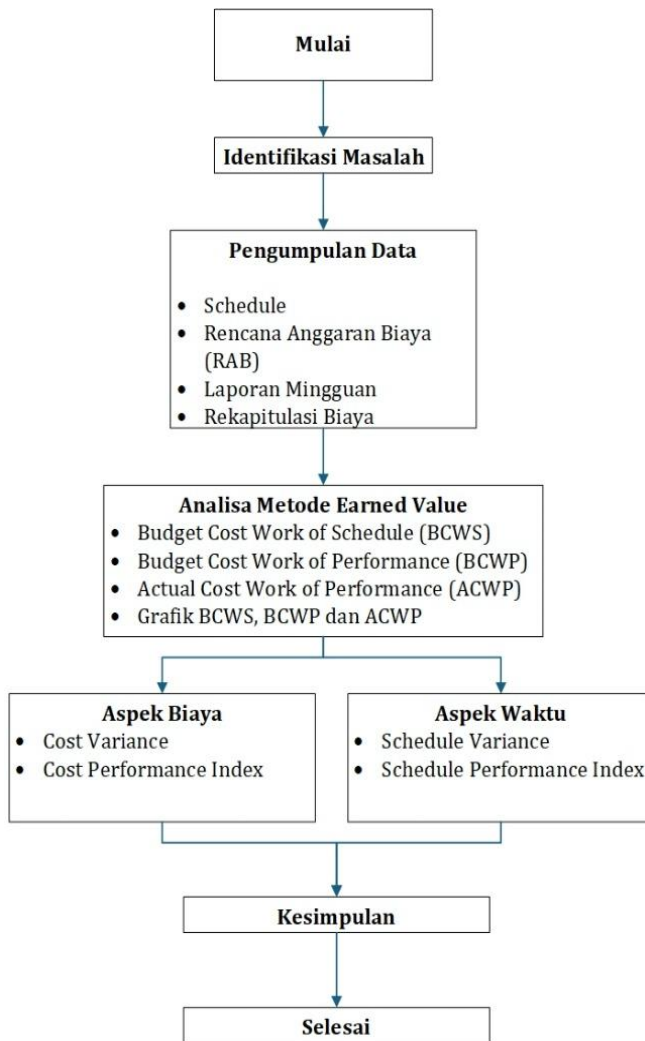 Mulai
Identifikasi Masalah
Pengumpulan Data
• Schedule
• Rencana Anggaran Biaya
(RAB)
• Laporan Mingguan
• Rekapitulasi Biaya
Analisa Metode Earned Value
• Budget Cost Work of Schedule (BCWS)
• Budget Cost Work of Performance (BCWP)
• Actual Cost Work of Performance (ACWP)
• Grafik BCWS, BCWP dan ACWP
Aspek Biaya
• Cost Variance
• Cost Performance Index
Aspek Waktu
• Schedule Variance
• Schedule Performance Index
Kesimpulan
Selesai